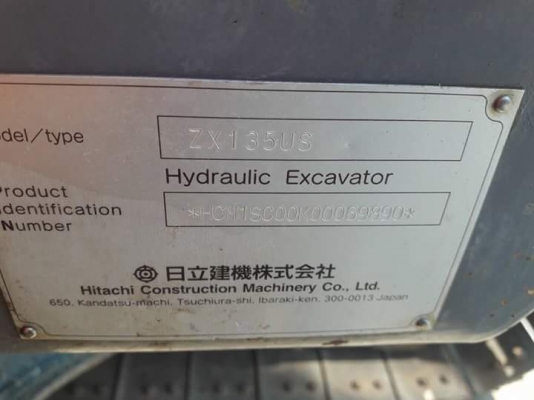 odel/type ZX135US
Hydraulic Excavator
Product
Identification
Number
日立建機株式会社
Hitachi Construction Machinery Co., Ltd.
650, Kandatsu-machi, Tsuchiura-shi, Ibaraki-ken, 300-0013 Japan